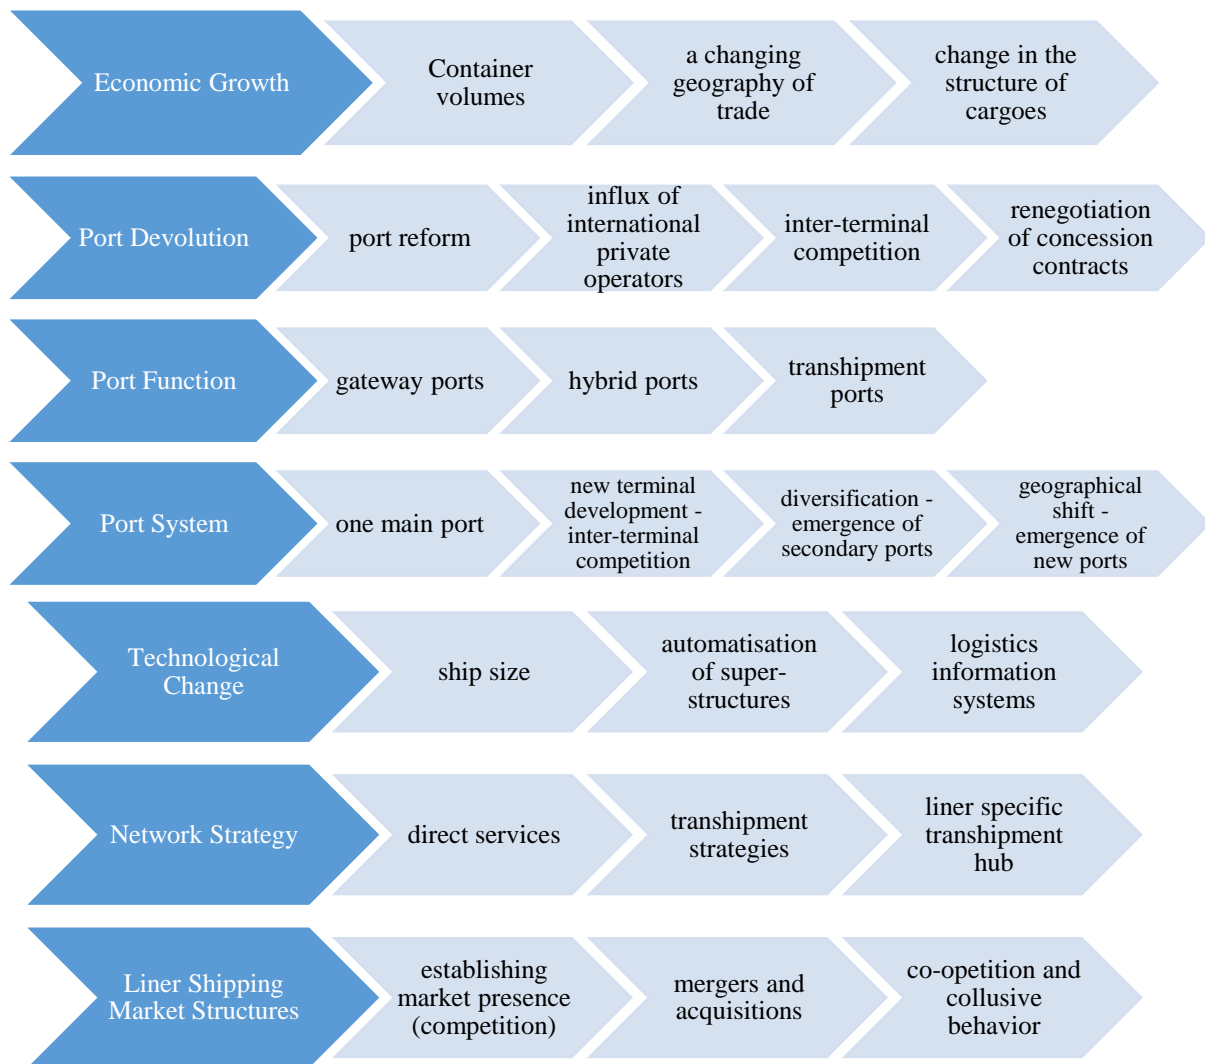 Economic Growth
Container
volumes
a changing
geography of
trade
change in the
structure of
cargoes
Port Devolution
port reform
influx of
international
private
operators
inter-terminal
competition
renegotiation
of concession
contracts
Port Function
gateway ports
hybrid ports
transhipment
ports
Port System
one main port
new terminal
development -
inter-terminal
competition
diversification -
emergence of
secondary ports
geographical
shift -
emergence of
new ports
Technological
Change
ship size
automatisation
of super-
structures
logistics
information
systems
Network Strategy
direct services
transhipment
strategies
liner specific
transhipment
hub
Liner Shipping
Market Structures
establishing
market presence
(competition)
mergers and
acquisitions
co-opetition and
collusive
behavior